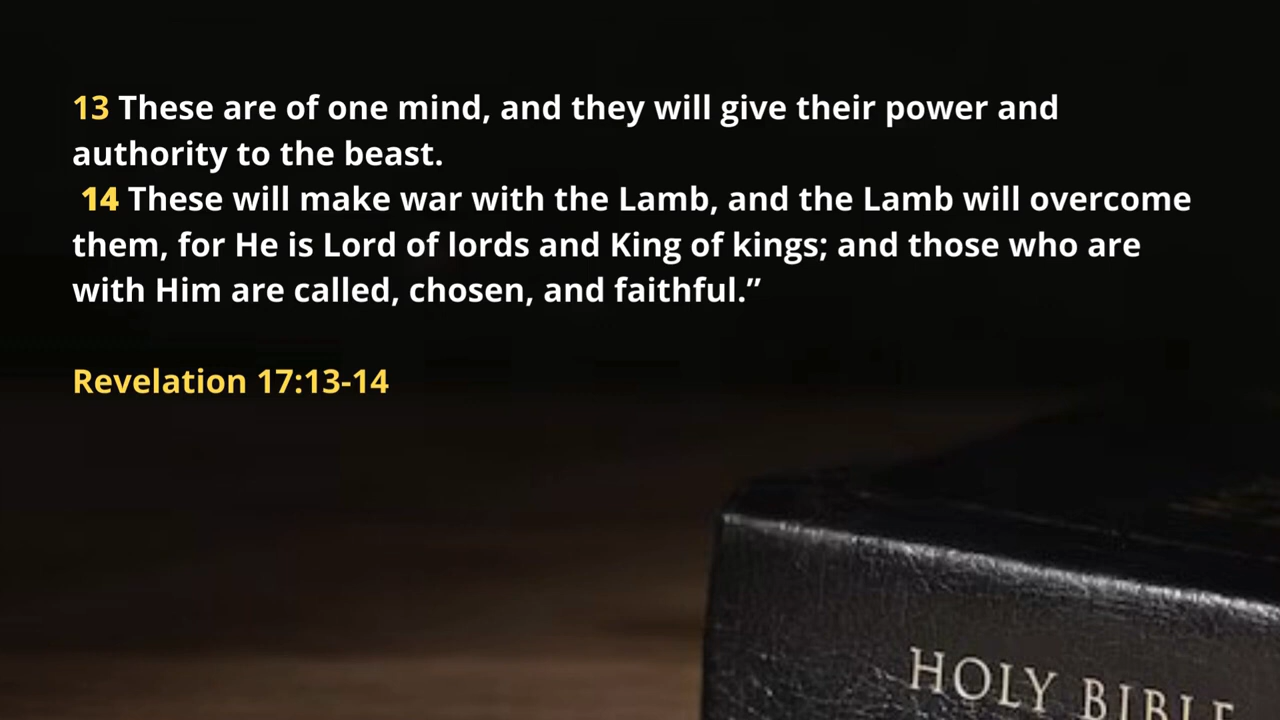 13 These are of one mind, and they will give their power and
authority to the beast.
14 These will make war with the Lamb, and the Lamb will overcome
them, for He is Lord of lords and King of kings; and those who are
with Him are called, chosen, and faithful.”
Revelation 17:13-14
HOLY BIBLE